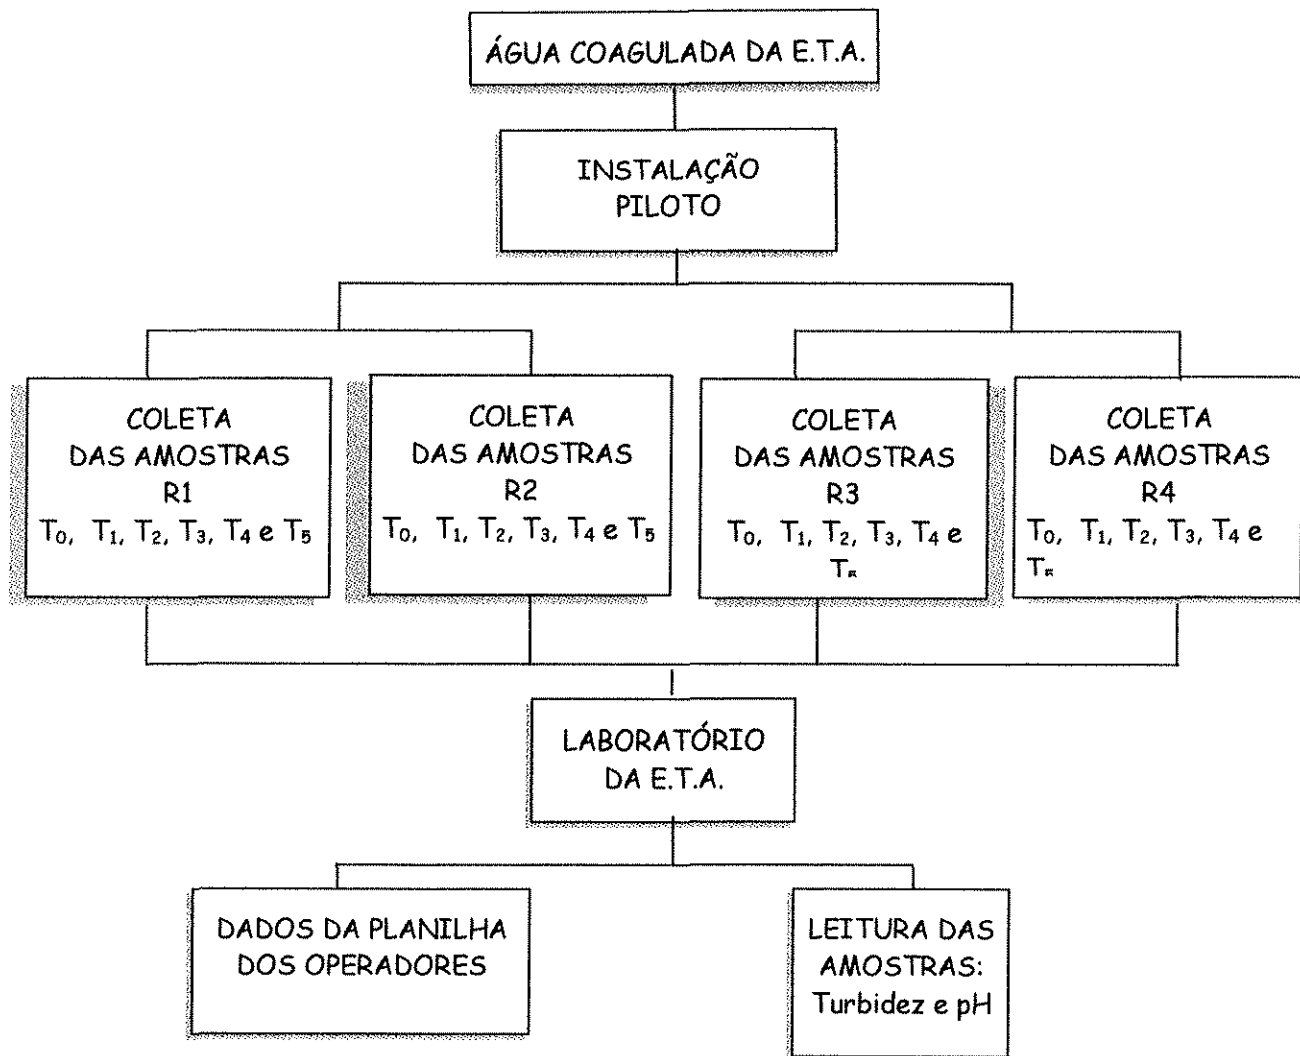 ÁGUA COAGULADA DA E.T.A.
INSTALAÇÃO
PILOTO
COLETA
DAS AMOSTRAS
R1
T₀, T₁, T₂, T₃, T₄ e T₅
COLETA
DAS AMOSTRAS
R2
T₀, T₁, T₂, T₃, T₄ e T₅
COLETA
DAS AMOSTRAS
R3
T₀, T₁, T₂, T₃, T₄ e
COLETA
DAS AMOSTRAS
R4
T₀, T₁, T₂, T₃, T₄ e
LABORATÓRIO
DA E.T.A.
DADOS DA PLANILHA
DOS OPERADORES
LEITURA DAS
AMOSTRAS:
Turbidez e pH